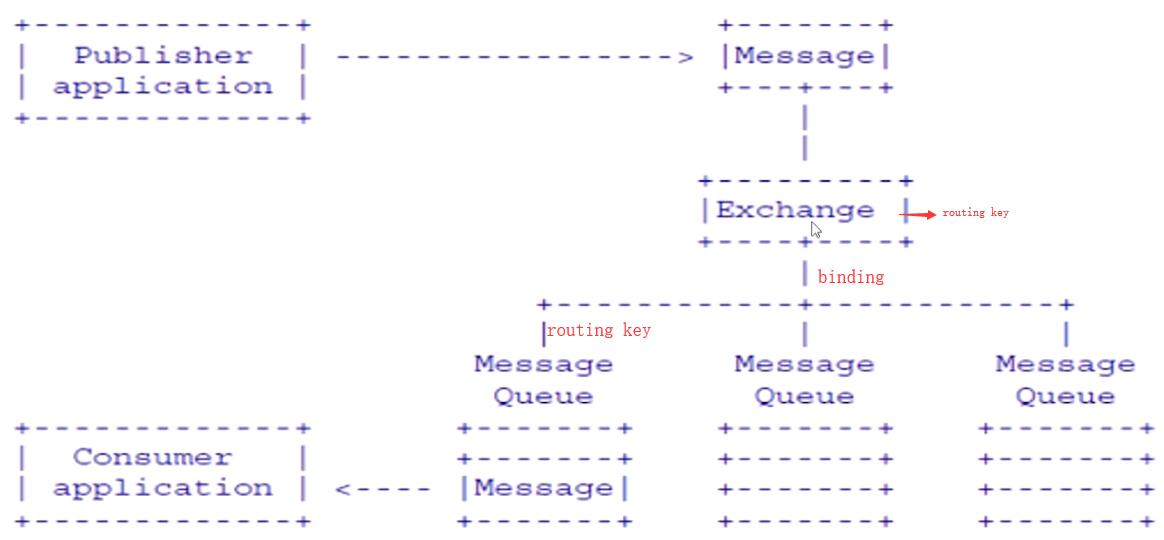 Publisher
application
Message
Exchange
routing key
binding
routing key
Message
Queue
Message
Queue
Message
Queue
Consumer
application
Message